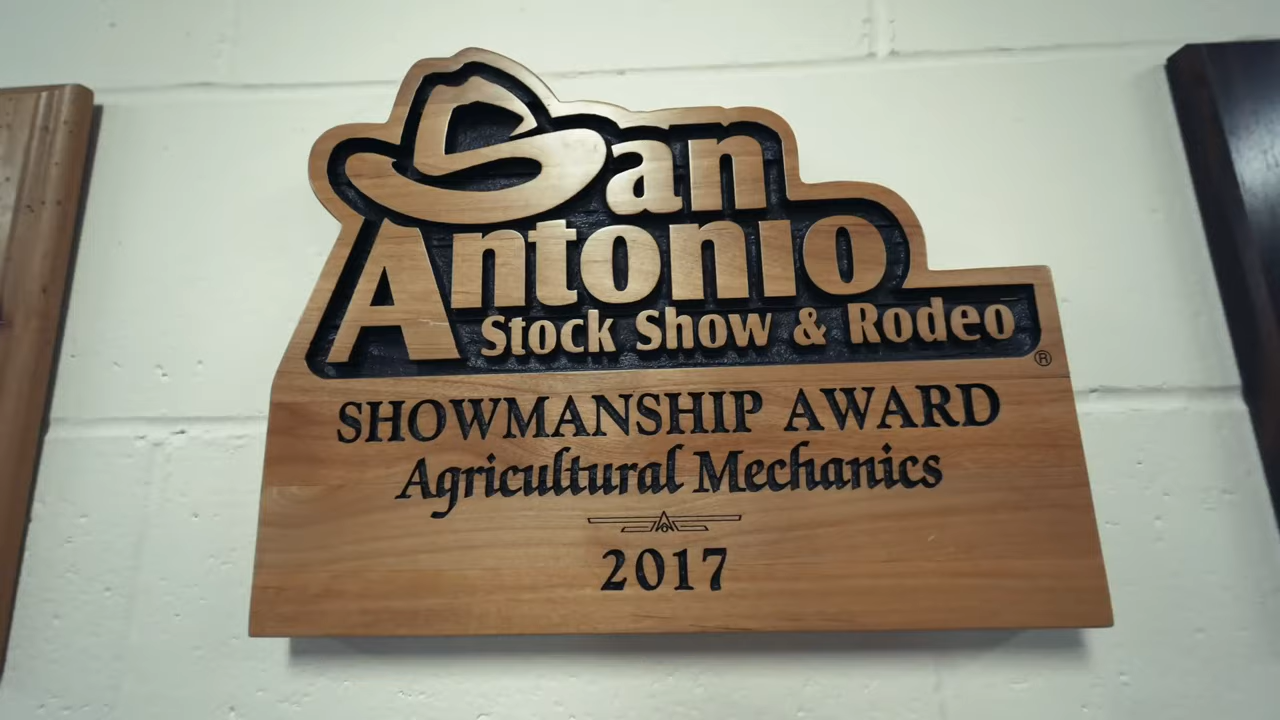 San
Antonio
Stock Show & Rodeo
®
SHOWMANSHIP AWARD
Agricultural Mechanics
2017